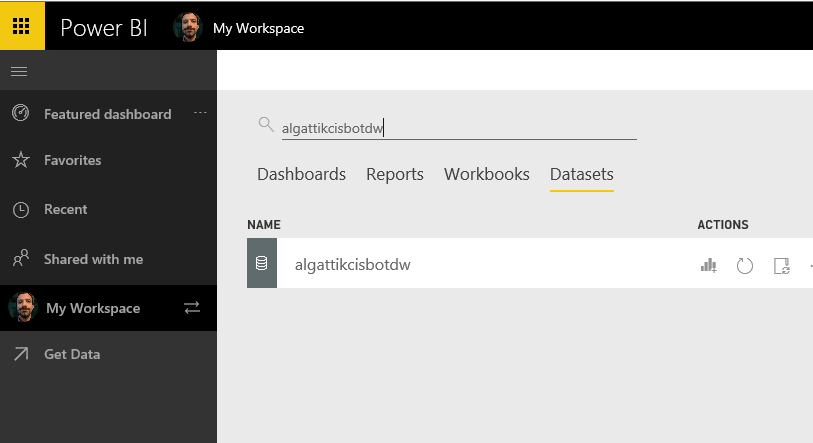 Power BI
My Workspace
Featured dashboard ...
Favorites
Recent
Shared with me
My Workspace
Get Data
algattikcisbotdw
Dashboards Reports Workbooks Datasets
NAME ACTIONS
algattikcisbotdw